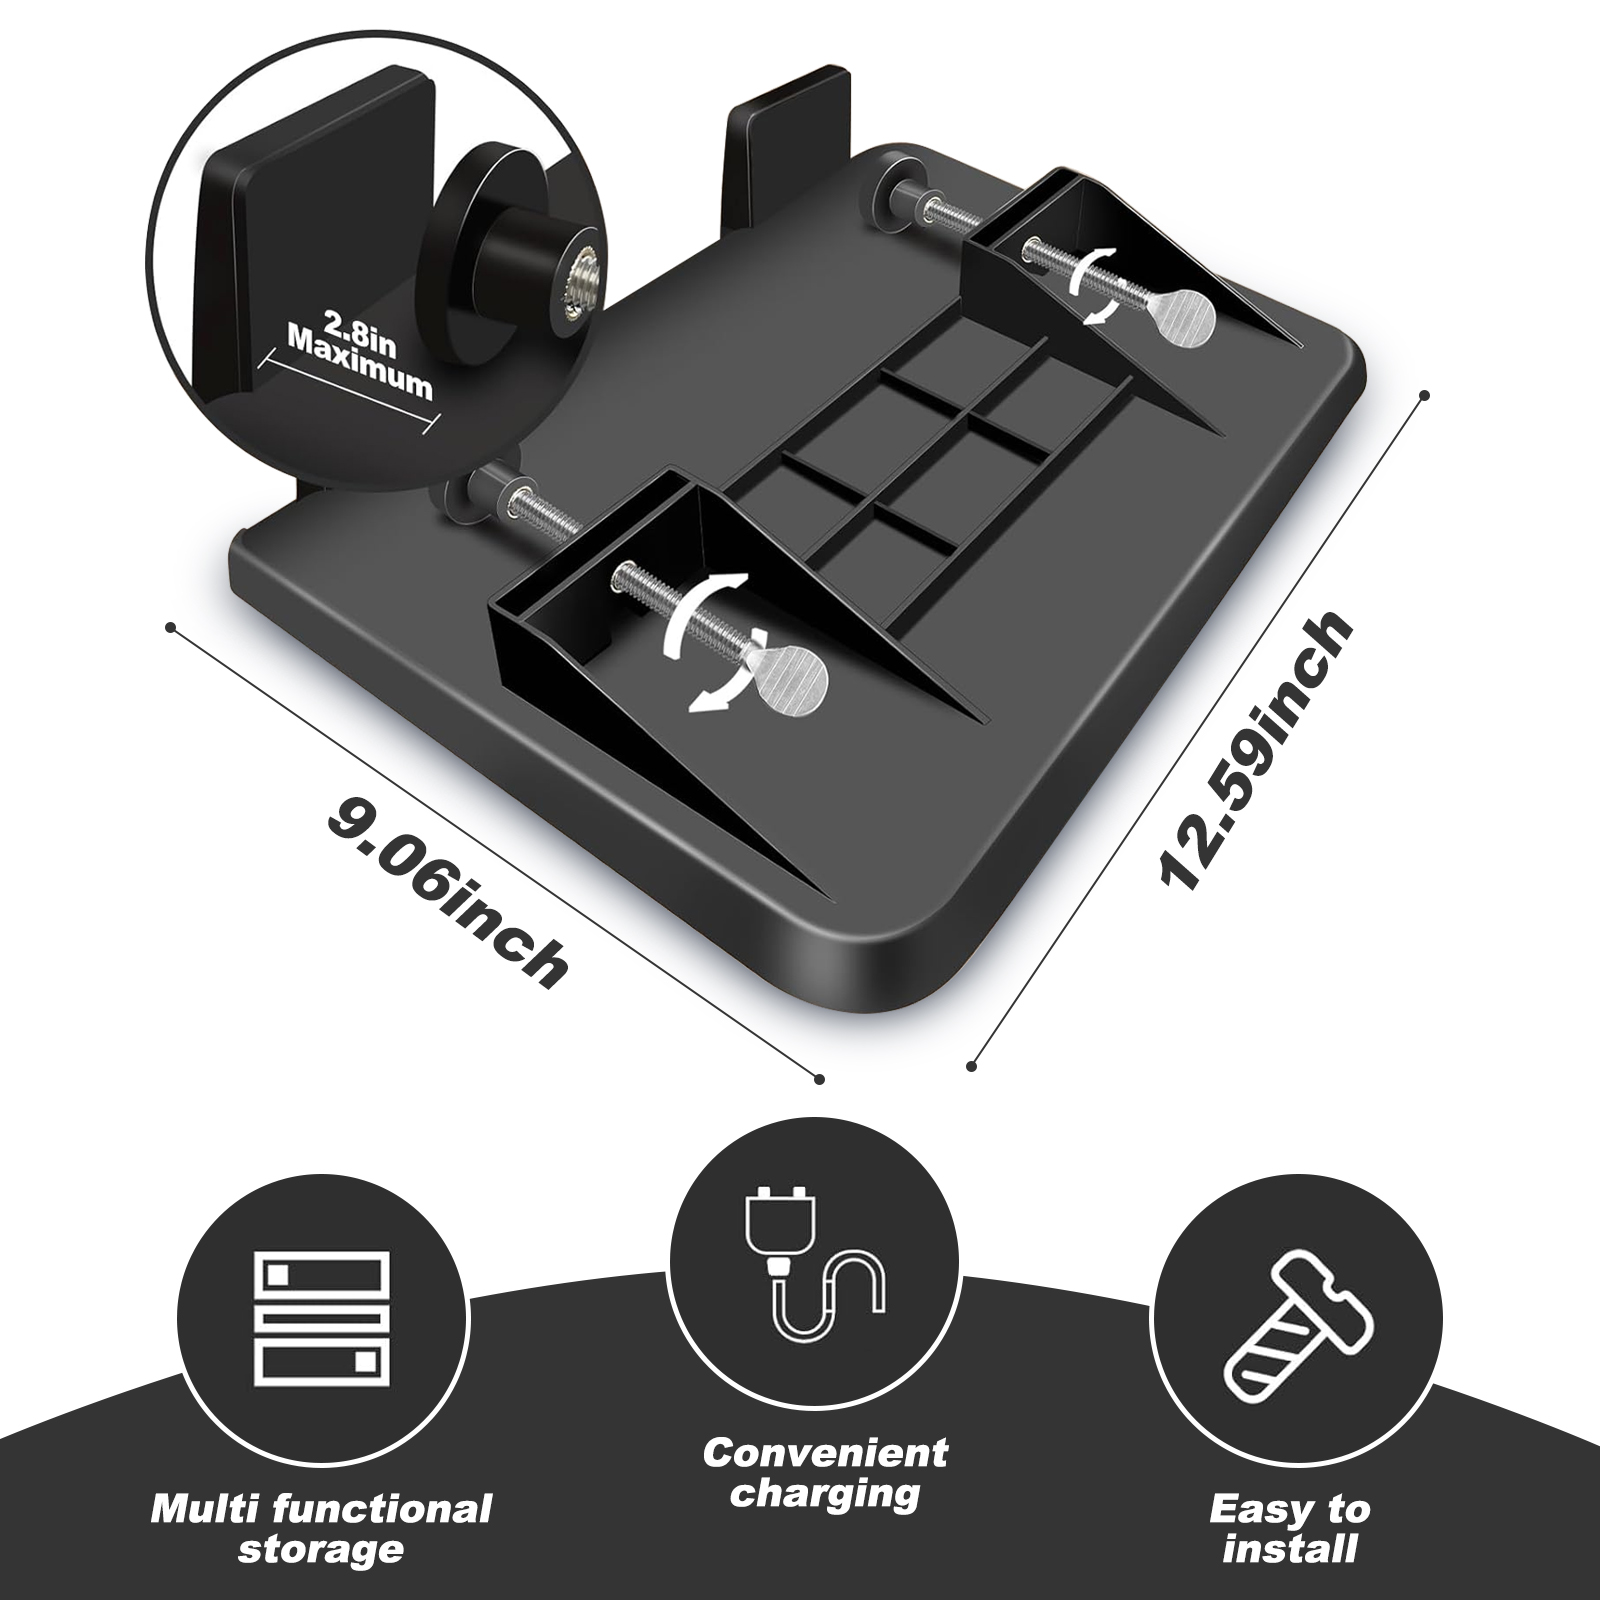 2.8in
Maximum
9.06inch
12.59inch
Multi functional
storage
Convenient
charging
Easy to
install